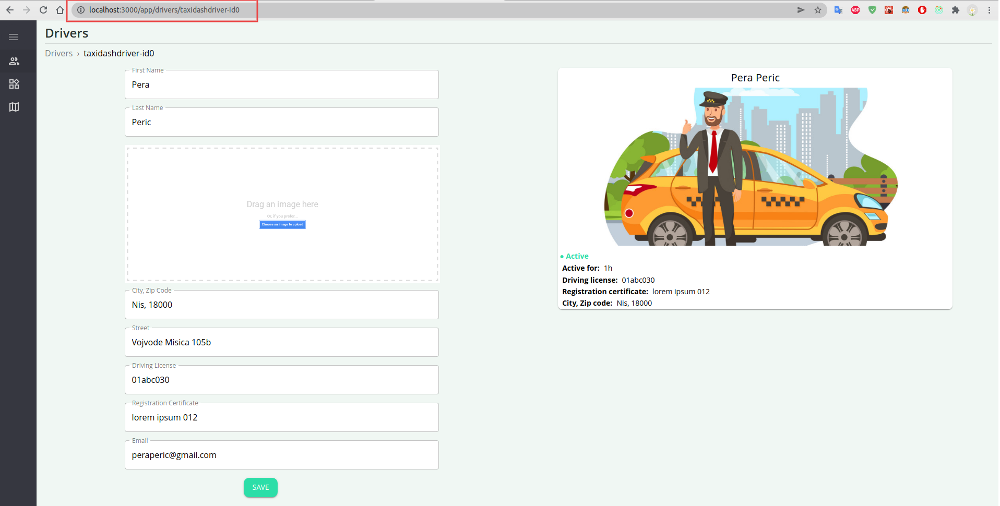 localhost:3000/app/drivers/taxidashdriver-id0
ABP
Drivers
Drivers › taxidashdriver-id0
First Name
Pera
Last Name
Peric
Drag an image here
Or, if you prefer...
Choose an image to upload
City, Zip Code
Nis, 18000
Street
Vojvode Misica 105b
Driving License
01abc030
Registration Certificate
lorem ipsum 012
Email
peraperic@gmail.com
SAVE
Pera Peric
● Active
Active for: 1h
Driving license: 01abc030
Registration certificate: lorem ipsum 012
City, Zip code: Nis, 18000